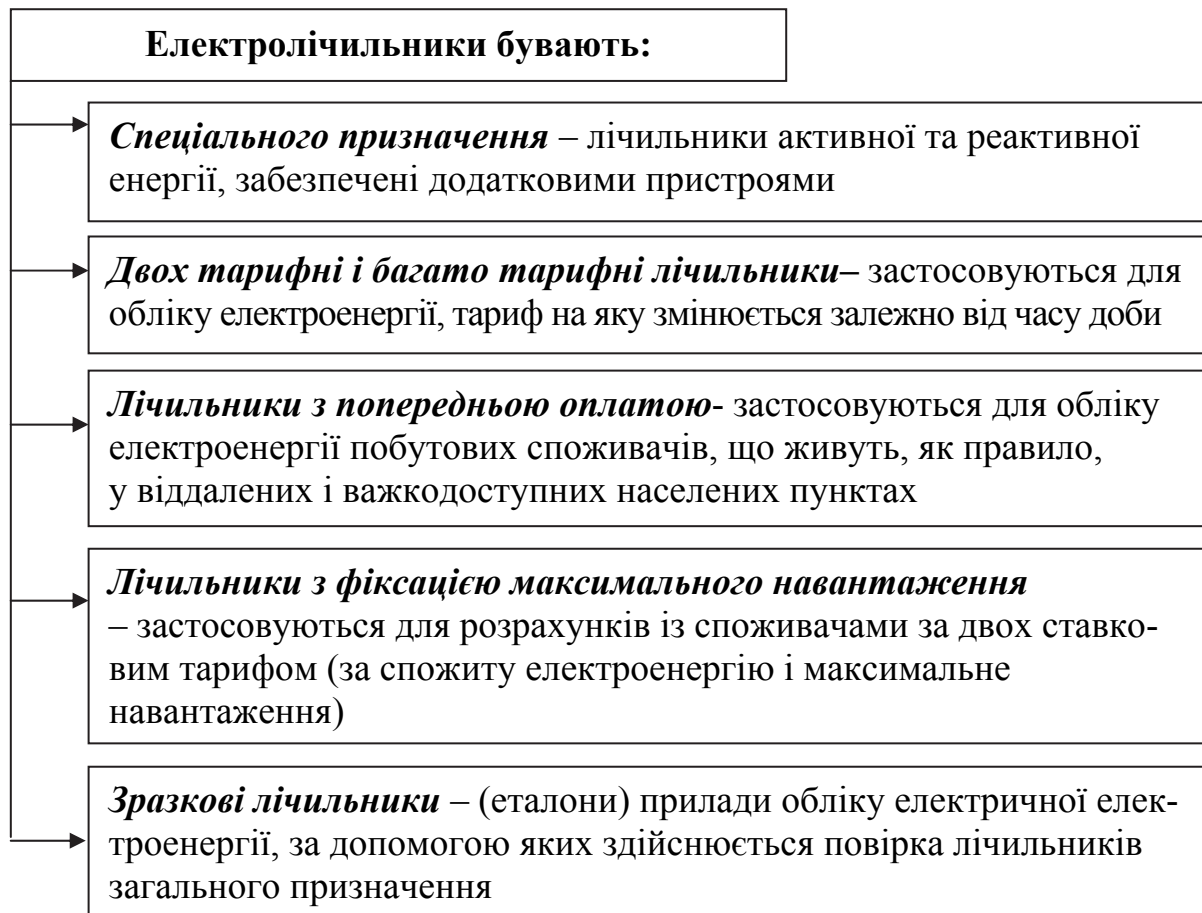 Електролічильники бувають:
Спеціального призначення – лічильники активної та реактивної
енергії, забезпечені додатковими пристроями
Двох тарифні і багато тарифні лічильники– застосовуються для
обліку електроенергії, тариф на яку змінюється залежно від часу доби
Лічильники з попередньою оплатою- застосовуються для обліку
електроенергії побутових споживачів, що живуть, як правило,
у віддалених і важкодоступних населених пунктах
Лічильники з фіксацією максимального навантаження
– застосовуються для розрахунків із споживачами за двох ставко-
вим тарифом (за спожиту електроенергію і максимальне
навантаження)
Зразкові лічильники – (еталони) прилади обліку електричної елек-
троенергії, за допомогою яких здійснюється повірка лічильників
загального призначення